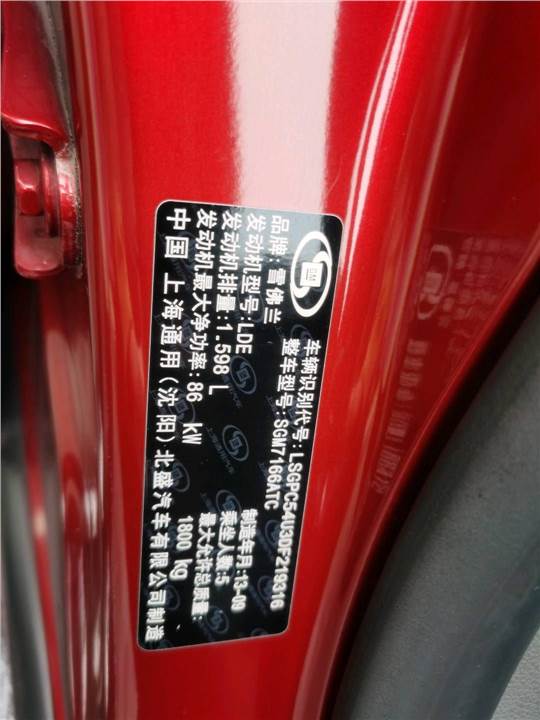 车辆识别代号:LSGPC54U3DF219316
整车型号:SGM7166ATC
品牌:雪佛兰
发动机型号:LDE
制造年月:13-09
发动机排量:1.598 L
乘坐人数:5
发动机最大净功率:86 kW
最大允许总质量:
1800 kg
中国 上海通用(沈阳)北盛汽车有限公司制造
GM